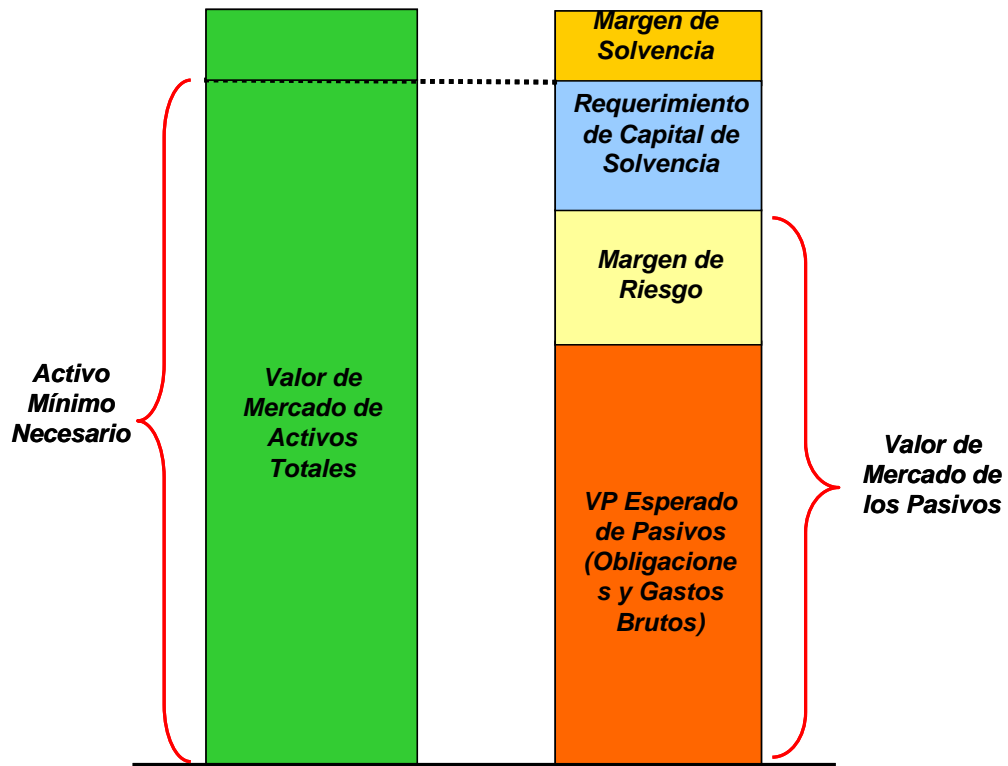 Margen de
Solvencia
Requerimiento
de Capital de
Solvencia
Margen de
Riesgo
Activo
Mínimo
Necesario
Valor de
Mercado de
Activos
Totales
Valor de
Mercado de
los Pasivos
VP Esperado
de Pasivos
(Obligacione
s y Gastos
Brutos)